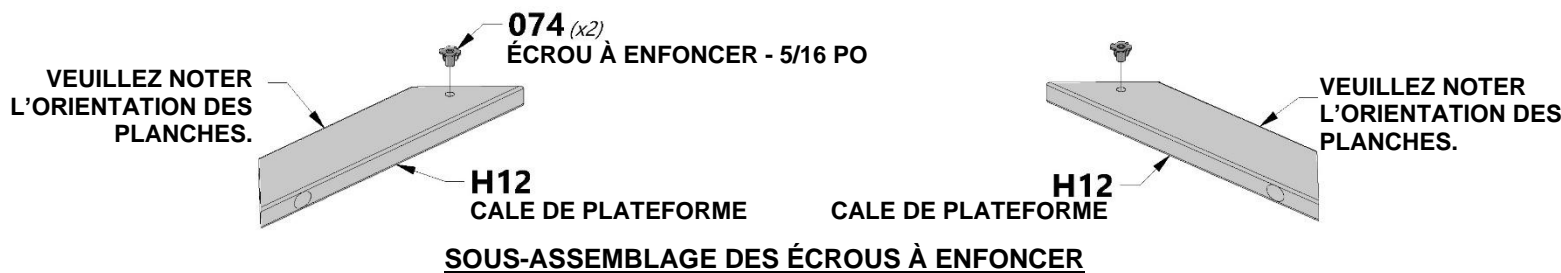 074 (x2)
ÉCROU À ENFONCER - 5/16 PO
VEUILLEZ NOTER
L'ORIENTATION DES
PLANCHES.
H12
CALE DE PLATEFORME
VEUILLEZ NOTER
L'ORIENTATION DES
PLANCHES.
H12
CALE DE PLATEFORME
SOUS-ASSEMBLAGE DES ÉCROUS À ENFONCER